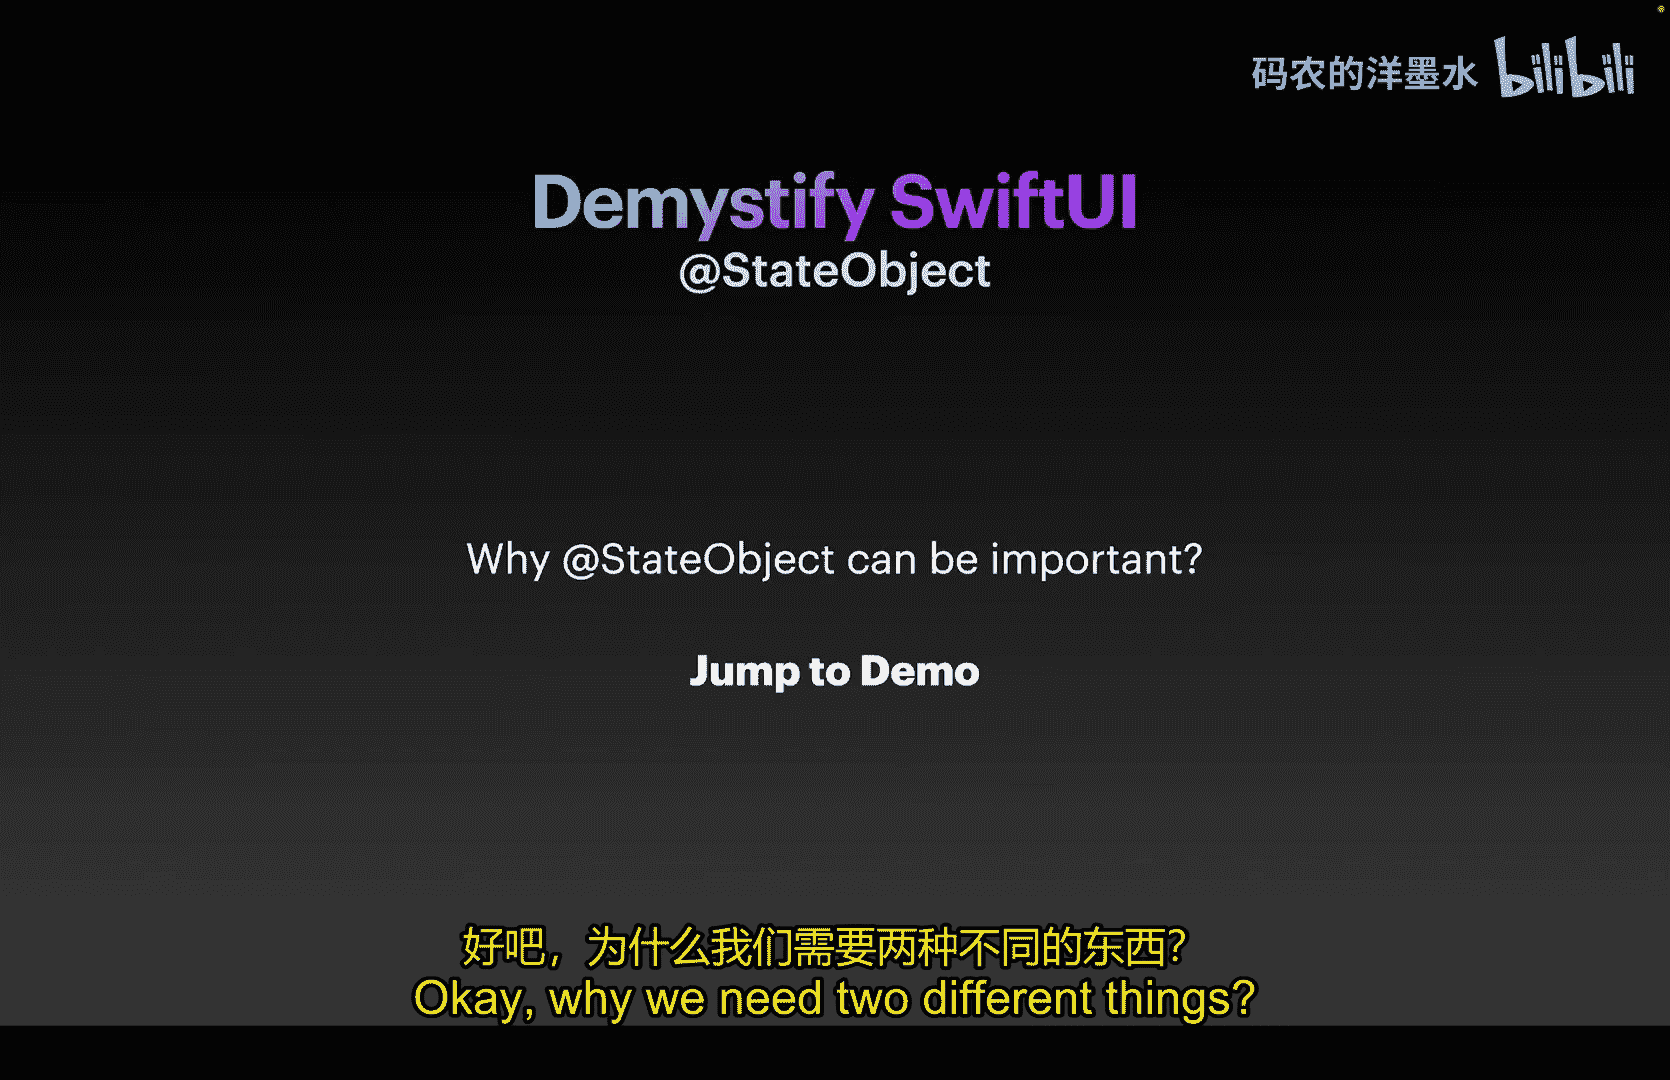 码农的洋墨水 bilibili
Demystify SwiftUI
@StateObject
Why @StateObject can be important?
Jump to Demo
好吧，为什么我们需要两种不同的东西？
Okay, why we need two different things?